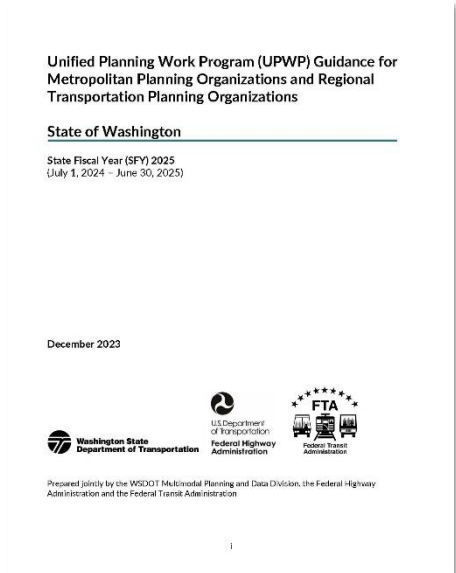 Unified Planning Work Program (UPWP) Guidance for
Metropolitan Planning Organizations and Regional
Transportation Planning Organizations
State of Washington
State Fiscal Year (SFY) 2025
(July 1, 2024 – June 30, 2025)
December 2023
Washington State
Department of Transportation
U.S. Department
of Transportation
Federal Highway
Administration
FTA
Federal Transit
Administration
Prepared jointly by the WSDOT Multimodal Planning and Data Division, the Federal Highway
Administration and the Federal Transit Administration
i